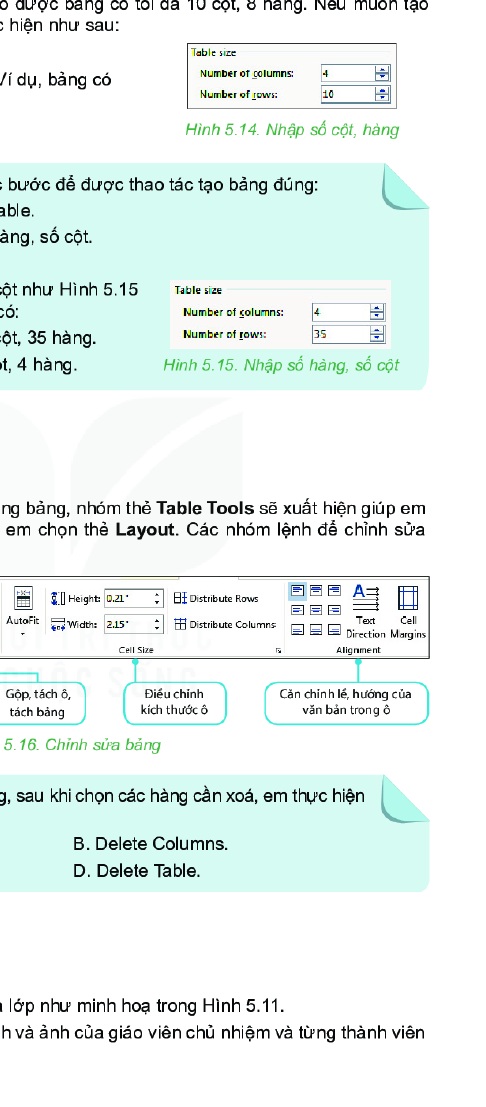 được bảng có tối đa 10 cột, 8 hàng. Nếu muốn tạo
hiện như sau:
Table size
Number of columns: 4
Ví dụ, bảng có
Number of rows: 10
Hình 5.14. Nhập số cột, hàng
bước để được thao tác tạo bảng đúng:
able.
àng, số cột.
cột như Hình 5.15
có:
cột, 35 hàng.
ột, 4 hàng.
Table size
Number of columns: 4
Number of rows: 35
Hình 5.15. Nhập số hàng, số cột
ng bảng, nhóm thẻ Table Tools sẽ xuất hiện giúp em
em chọn thẻ Layout. Các nhóm lệnh để chỉnh sửa
AutoFit
Height: 0.21"
Distribute Rows
Width: 2.15"
Distribute Columns
Cell Size
Text Direction
Cell Margins
Alignment
Gộp, tách ô,
tách bảng
Điều chỉnh
kích thước ô
Căn chỉnh lề, hướng của
văn bản trong ô
5.16. Chỉnh sửa bảng
g, sau khi chọn các hàng cần xoá, em thực hiện
B. Delete Columns.
D. Delete Table.
lớp như minh hoạ trong Hình 5.11.
h và ảnh của giáo viên chủ nhiệm và từng thành viên